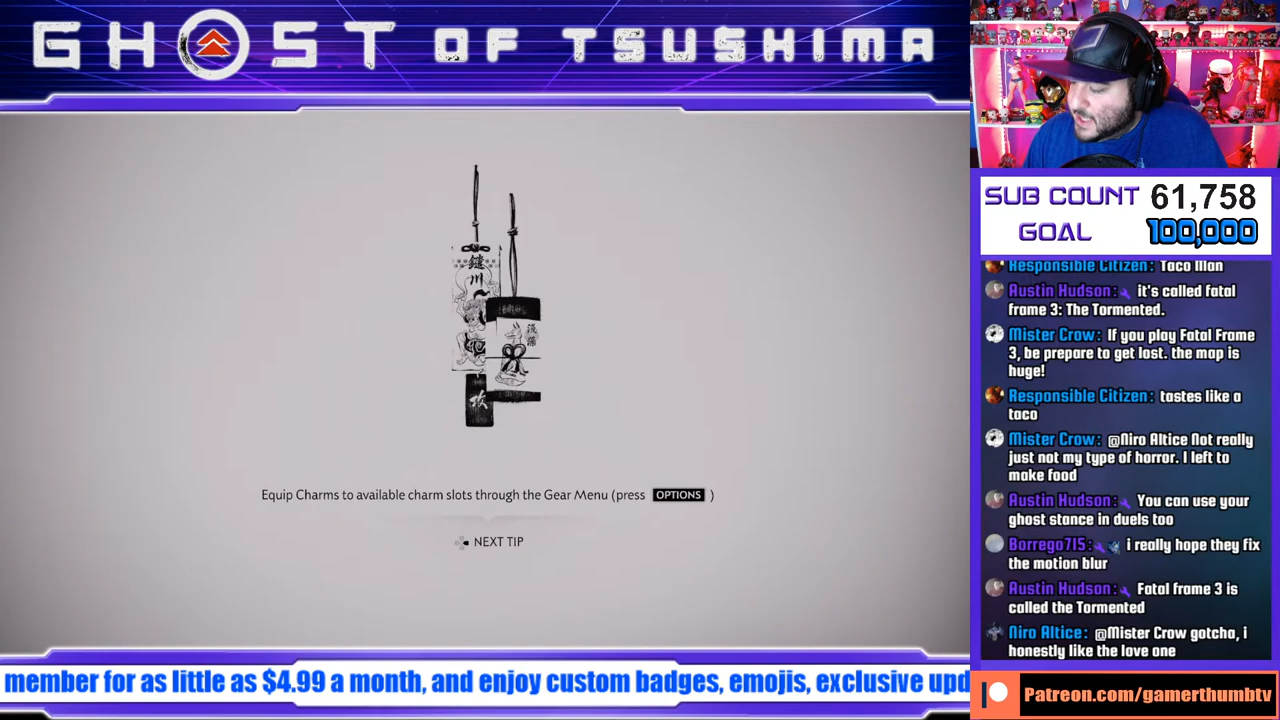 GHOST OF TSUSHIMA
Equip Charms to available charm slots through the Gear Menu (press OPTIONS )
NEXT TIP
member for as little as $4.99 a month, and enjoy custom badges, emojis, exclusive upd
SUB COUNT 61,758
GOAL 100,000
Responsible Citizen: Taco Man
Austin Hudson: it's called fatal
frame 3: The Tormented.
Mister Crow: If you play Fatal Frame
3, be prepare to get lost. the map is
huge!
Responsible Citizen: tastes like a
taco
Mister Crow: @Niro Altice Not really
just not my type of horror. I left to
make food
Austin Hudson: You can use your
ghost stance in duels too
Borrego715: i really hope they fix
the motion blur
Austin Hudson: Fatal frame 3 is
called the Tormented
Niro Altice: @Mister Crow gotcha, i
honestly like the love one
Patreon.com/gamerthumbtv